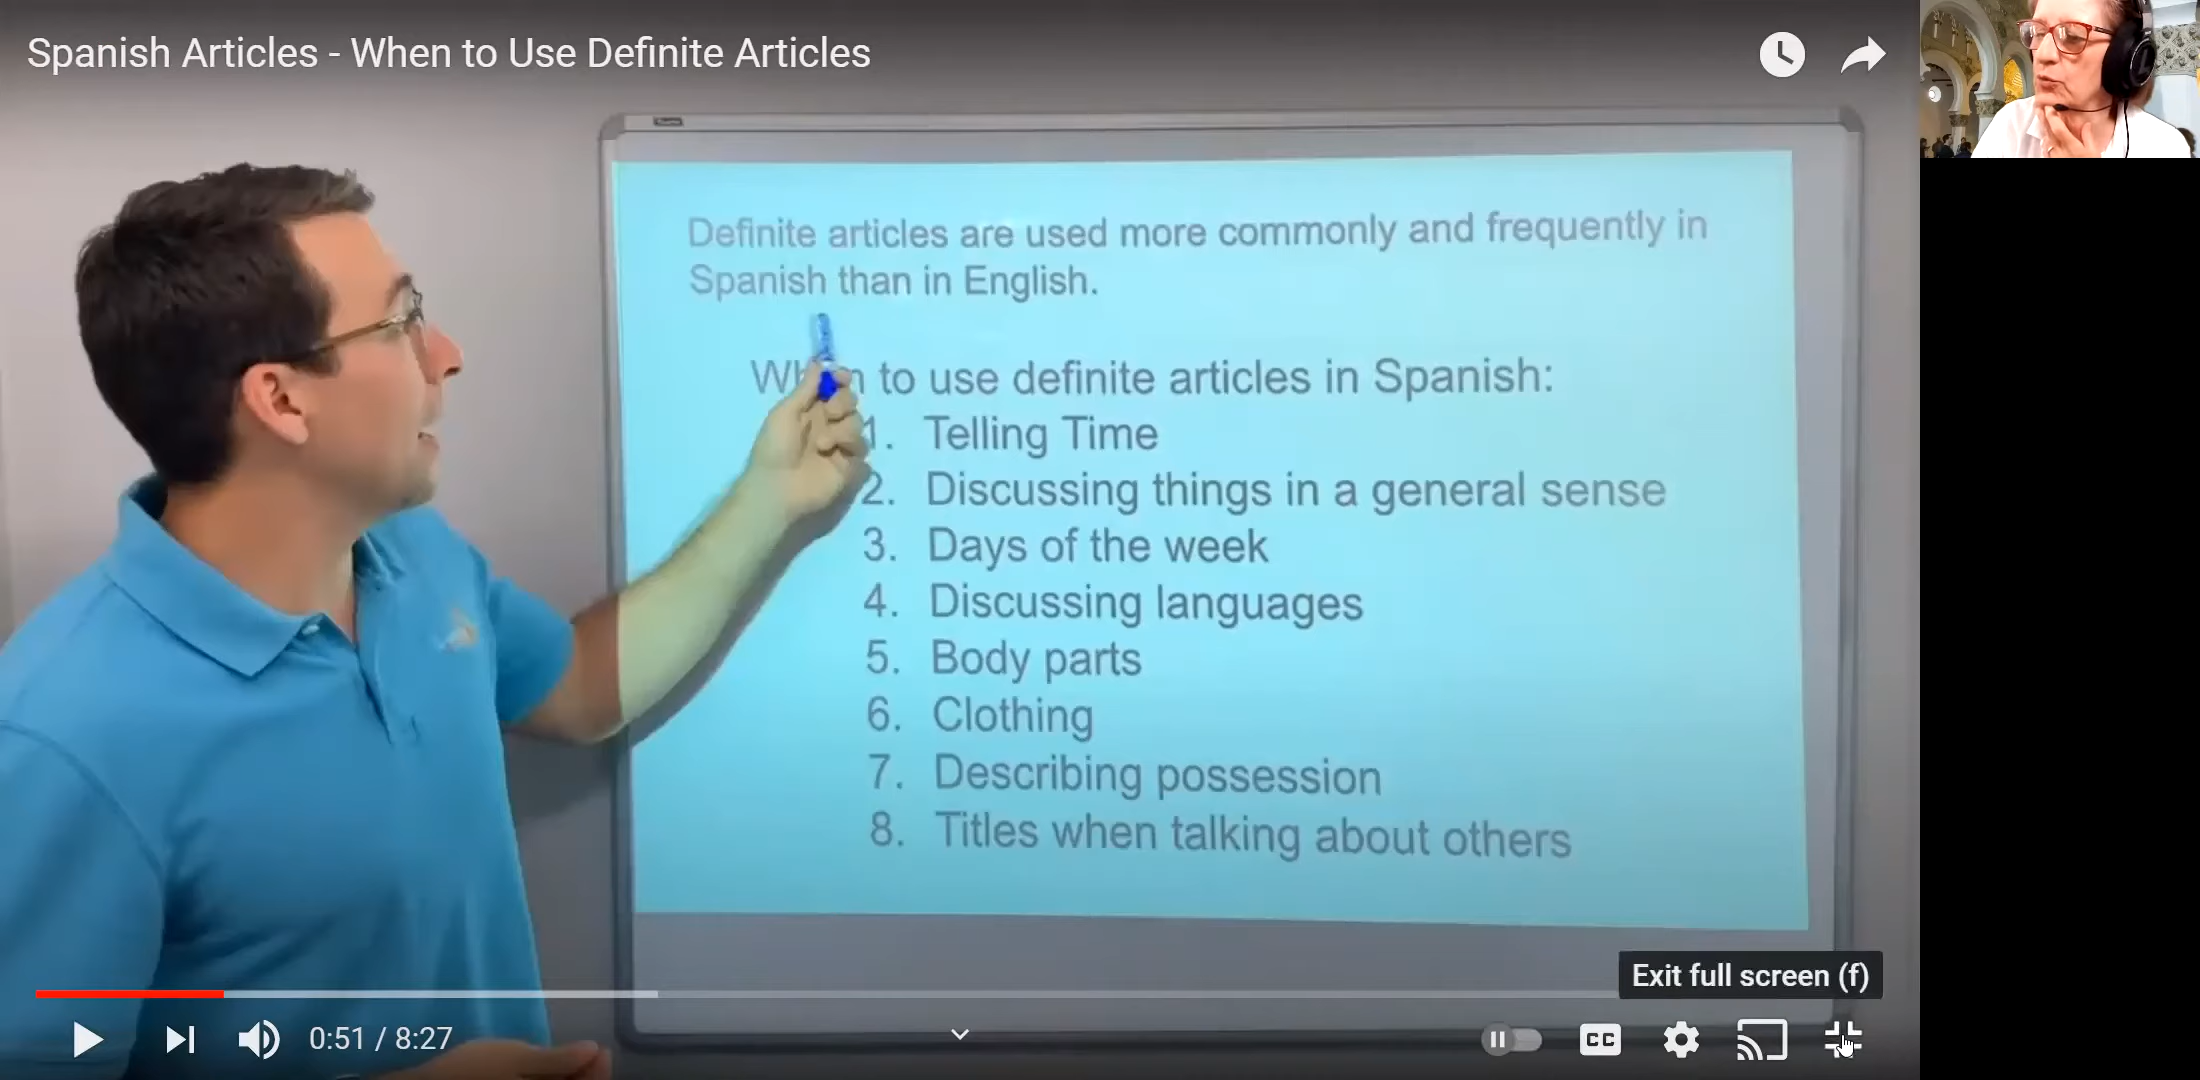 Spanish Articles - When to Use Definite Articles
Definite articles are used more commonly and frequently in
Spanish than in English.
When to use definite articles in Spanish:
1. Telling Time
2. Discussing things in a general sense
3. Days of the week
4. Discussing languages
5. Body parts
6. Clothing
7. Describing possession
8. Titles when talking about others
Exit full screen (f)
0:51 / 8:27
CC